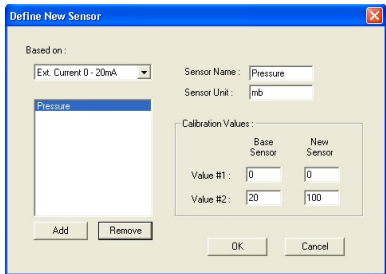 Define New Sensor
Based on :
Ext. Current 0 - 20mA
Pressure
Add
Remove
Sensor Name : Pressure
Sensor Unit : mb
Calibration Values :
Base Sensor
New Sensor
Value #1 : 0 0
Value #2 : 20 100
OK
Cancel